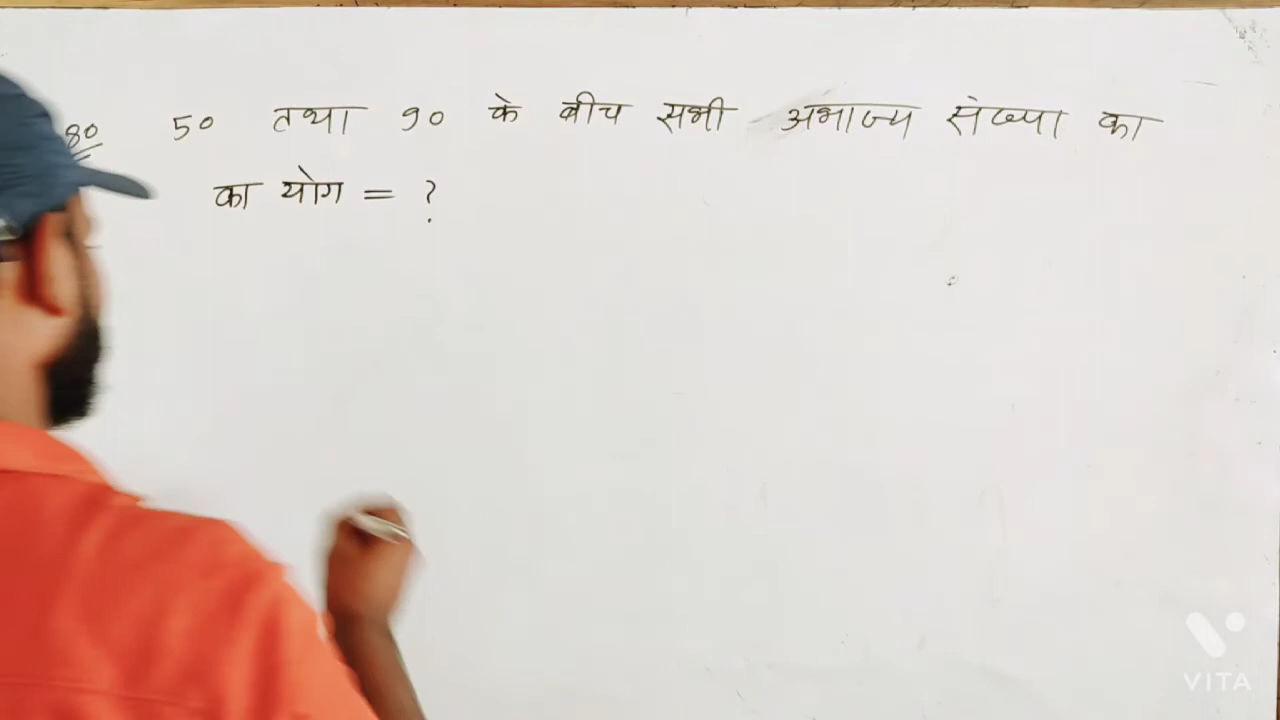 80 50 तथा 90 के बीच सभी अभाज्य संख्या का
का योग = ?
VITA